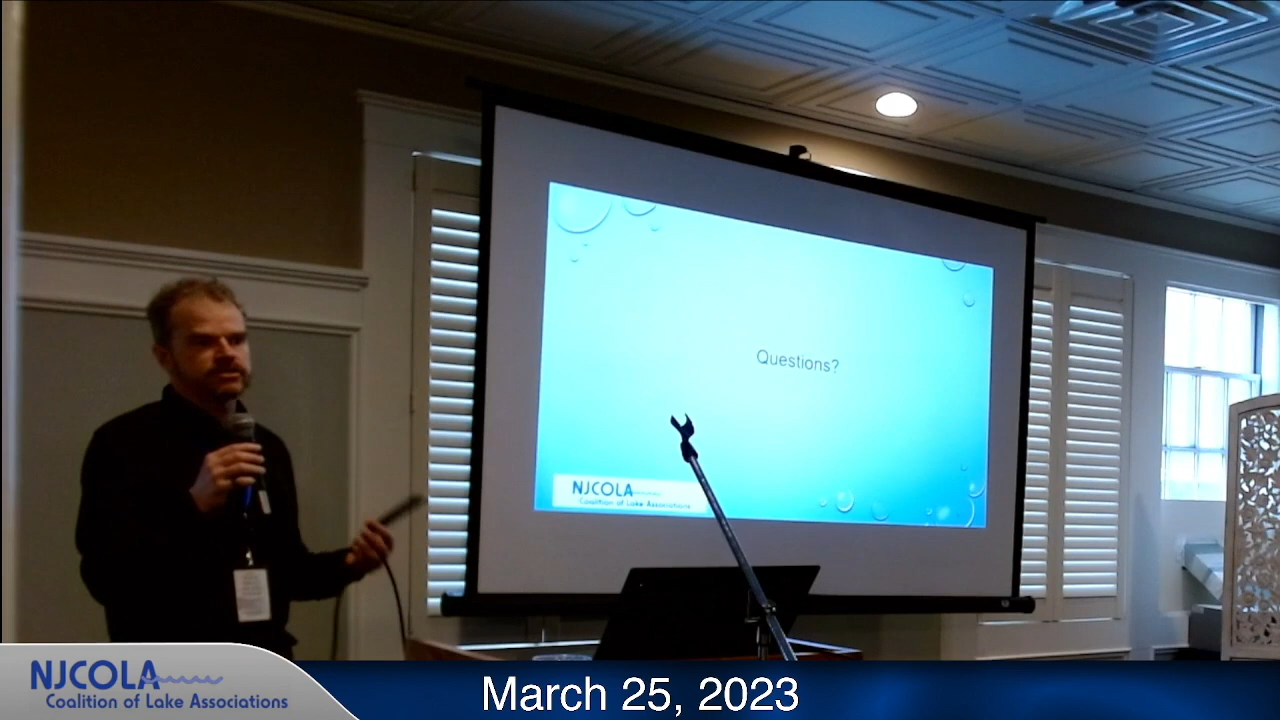 Questions?
NJCOLA
Coalition of Lake Associations
NJCOLA
Coalition of Lake Associations
March 25, 2023